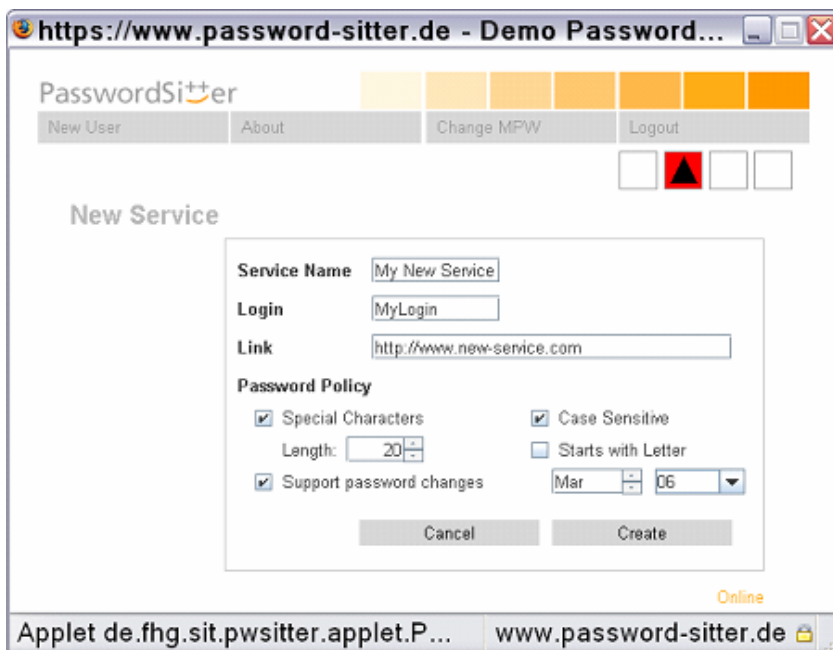 https://www.password-sitter.de - Demo Password...
PasswordSitter
New User About Change MPW Logout
New Service
Service Name My New Service
Login MyLogin
Link http://www.new-service.com
Password Policy
Special Characters Case Sensitive
Length: 20 Starts with Letter
Support password changes Mar 06
Cancel Create
Online
Applet de.fhg.sit.pwsitter.applet.P... www.password-sitter.de